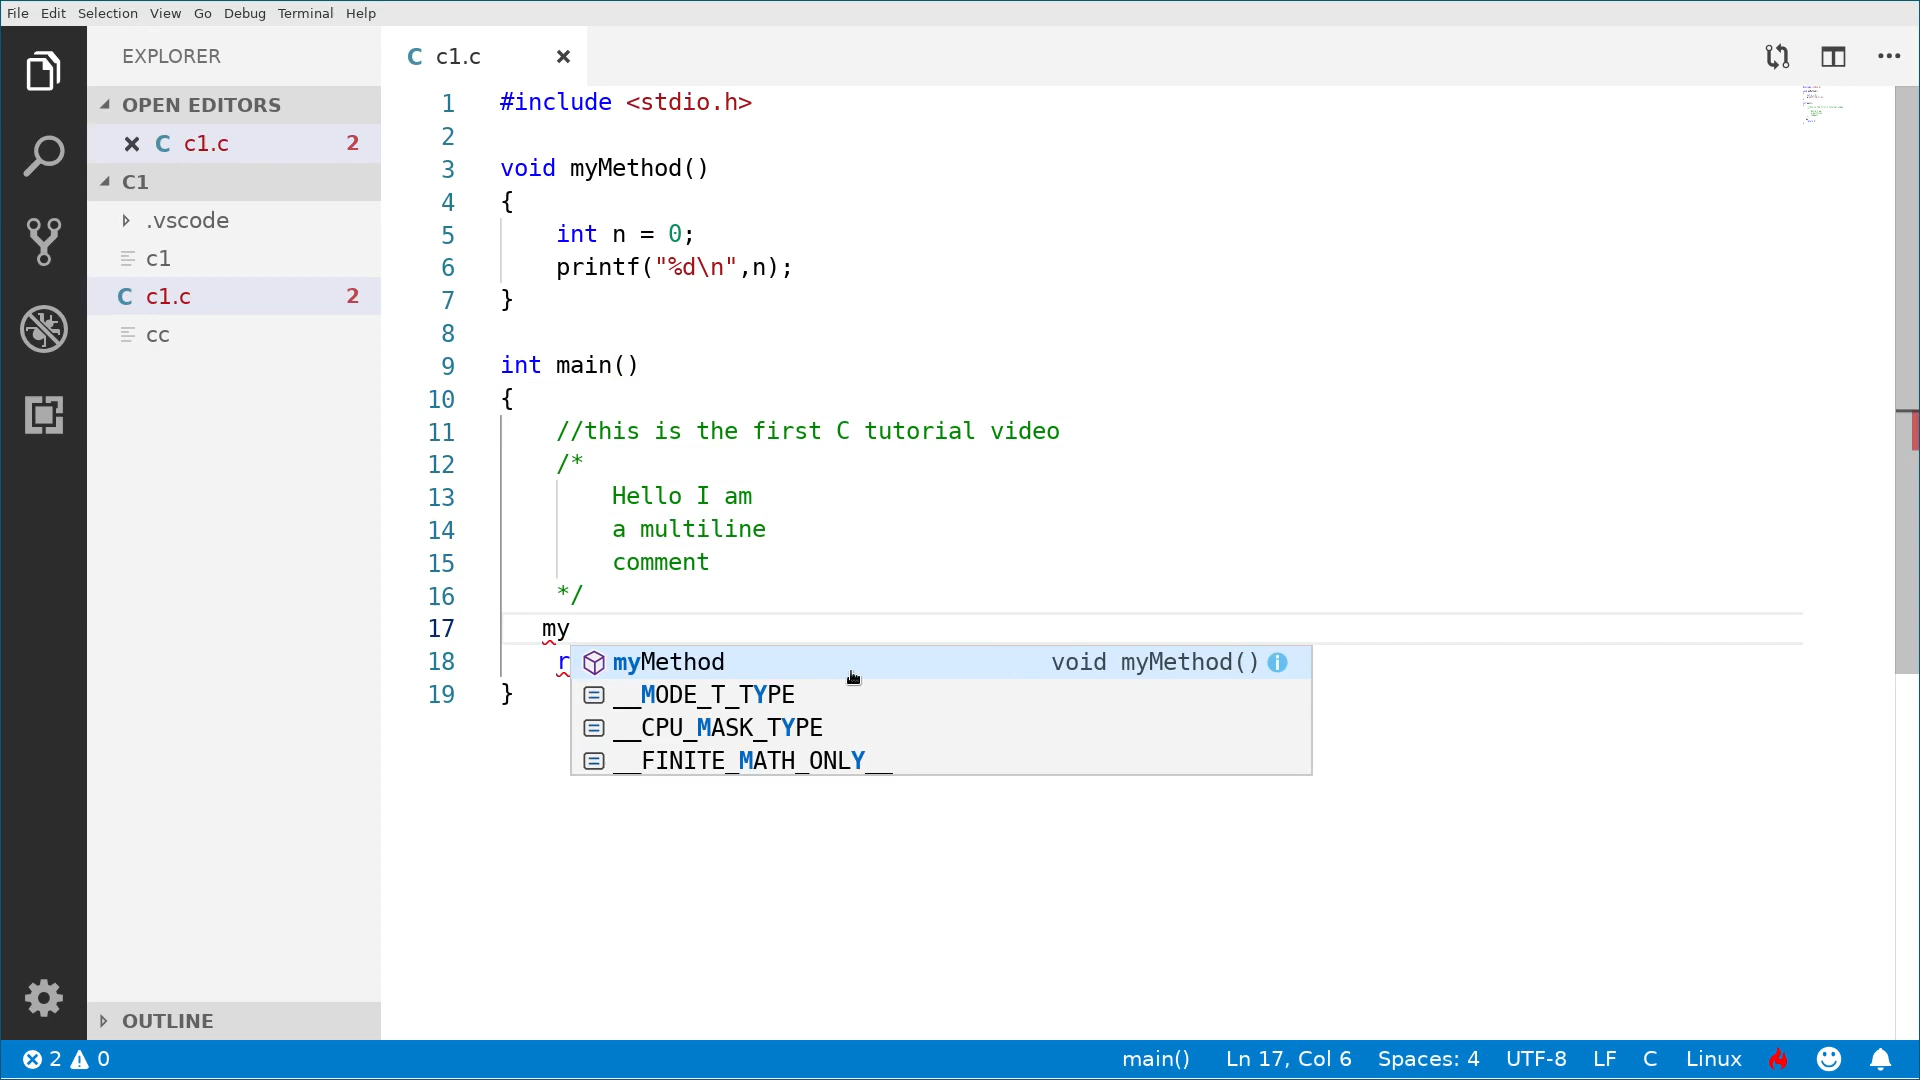 File Edit Selection View Go Debug Terminal Help
EXPLORER
OPEN EDITORS
C c1.c 2
C1
.vscode
c1
C c1.c 2
cc
OUTLINE
C c1.c
1 #include <stdio.h>
2
3 void myMethod()
4 {
5 int n = 0;
6 printf("%d\n",n);
7 }
8
9 int main()
10 {
11 //this is the first C tutorial video
12 /*
13 Hello I am
14 a multiline
15 comment
16 */
17 my
18 r
19 }
myMethod void myMethod()
__MODE_T_TYPE
__CPU_MASK_TYPE
__FINITE_MATH_ONLY__
2 0 main() Ln 17, Col 6 Spaces: 4 UTF-8 LF C Linux